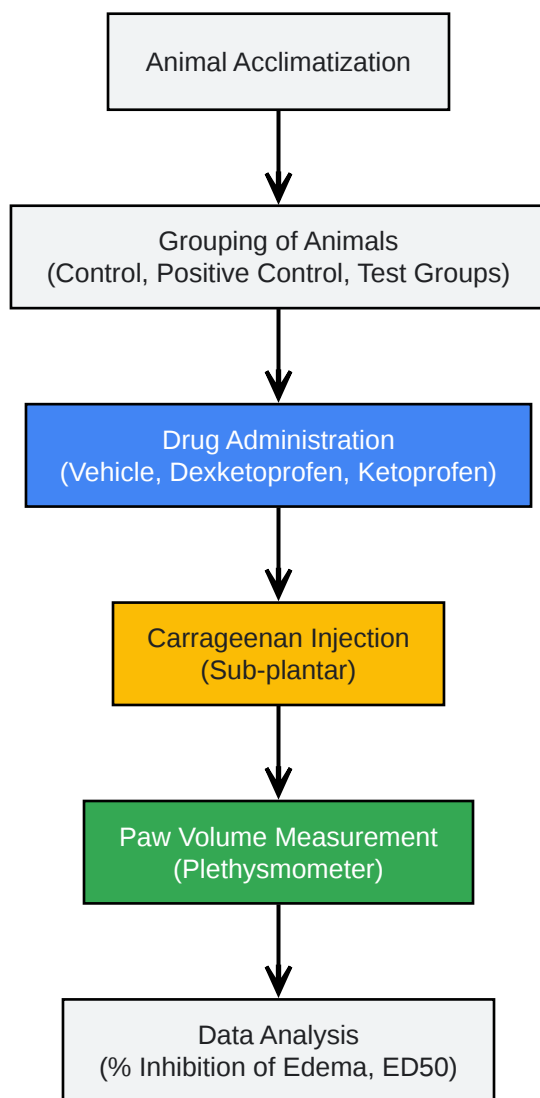 Animal Acclimatization
Grouping of Animals
(Control, Positive Control, Test Groups)
Drug Administration
(Vehicle, Dexketoprofen, Ketoprofen)
Carrageenan Injection
(Sub-plantar)
Paw Volume Measurement
(Plethysmometer)
Data Analysis
(% Inhibition of Edema, ED50)